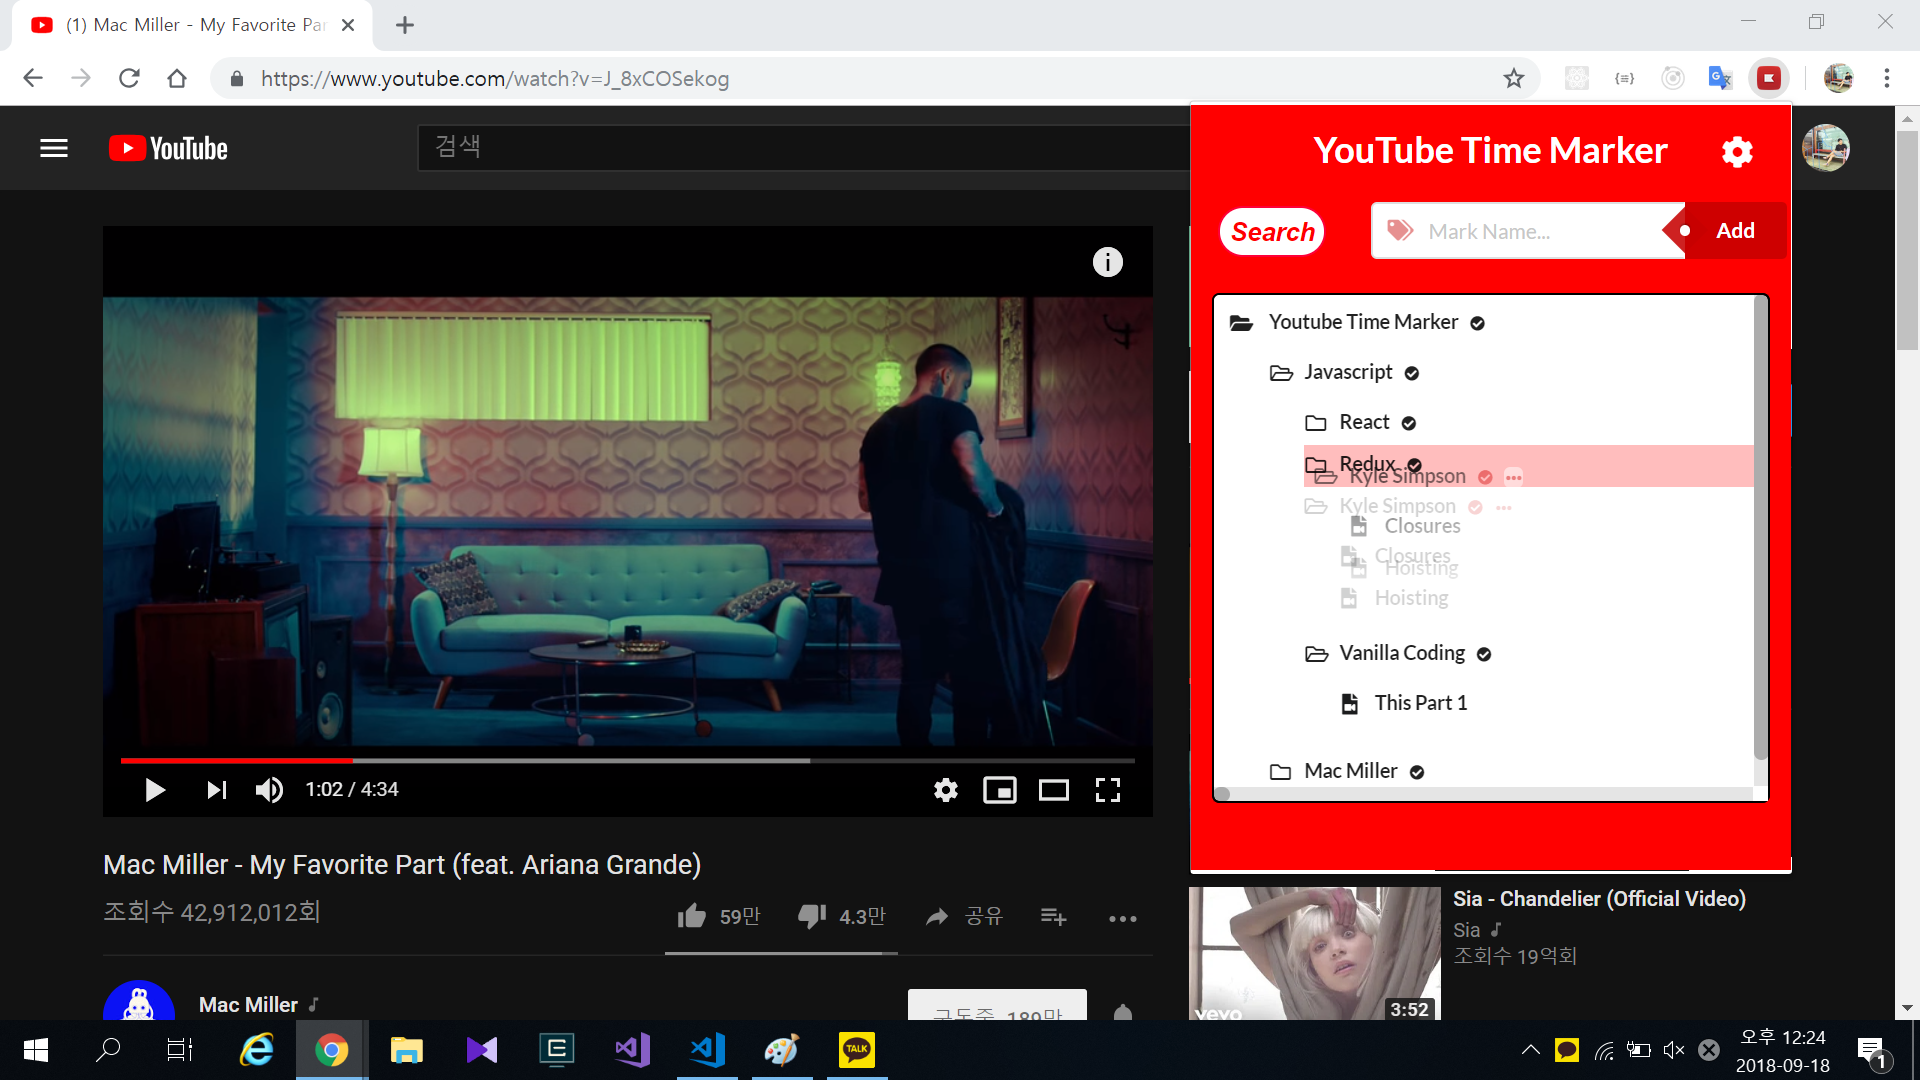 (1) Mac Miller - My Favorite Par
https://www.youtube.com/watch?v=J_8xCOSekog
YouTube
검색
YouTube Time Marker
Search
Mark Name...
Add
Youtube Time Marker
Javascript
React
Redux
Kyle Simpson
Kyle Simpson
Closures
Closures
Hoisting
Hoisting
Vanilla Coding
This Part 1
Mac Miller
1:02 / 4:34
Mac Miller - My Favorite Part (feat. Ariana Grande)
조회수 42,912,012회
59만
4.3만
공유
Mac Miller
구독중 189만
Sia - Chandelier (Official Video)
Sia
조회수 19억회
3:52
vevo
TALK
오후 12:24
2018-09-18
1